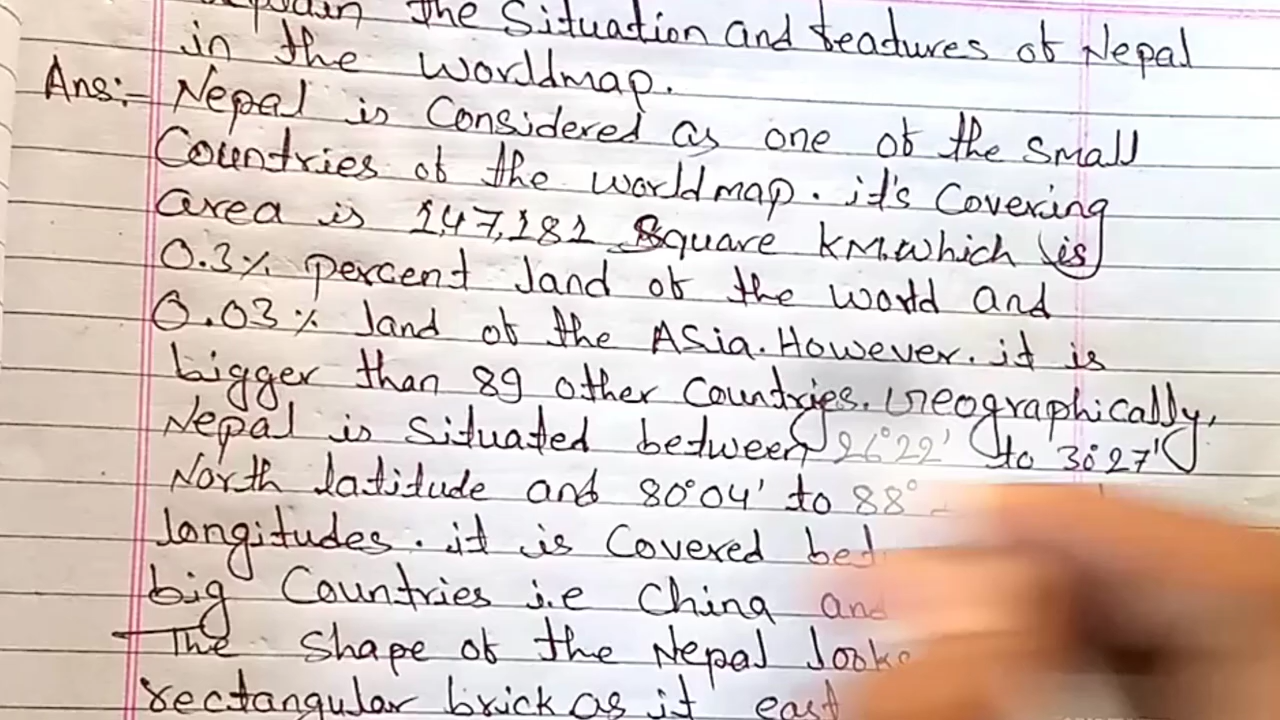 the Situation and features of Nepal
in the worldmap.
Ans:- Nepal is Considered as one of the small
Countries of the worldmap. it's Covering
area is 147,181 Square KM.which is
0.3% percent land of the world and
0.03% land of the Asia. However. it is
bigger than 89 other Countries. Geographically,
Nepal is situated between 26°22' to 30°27'
North latitude and 80°04' to 88°
longitudes. it is Covered
big Countries i.e China
The shape of the Nepal
rectangular brick as it east